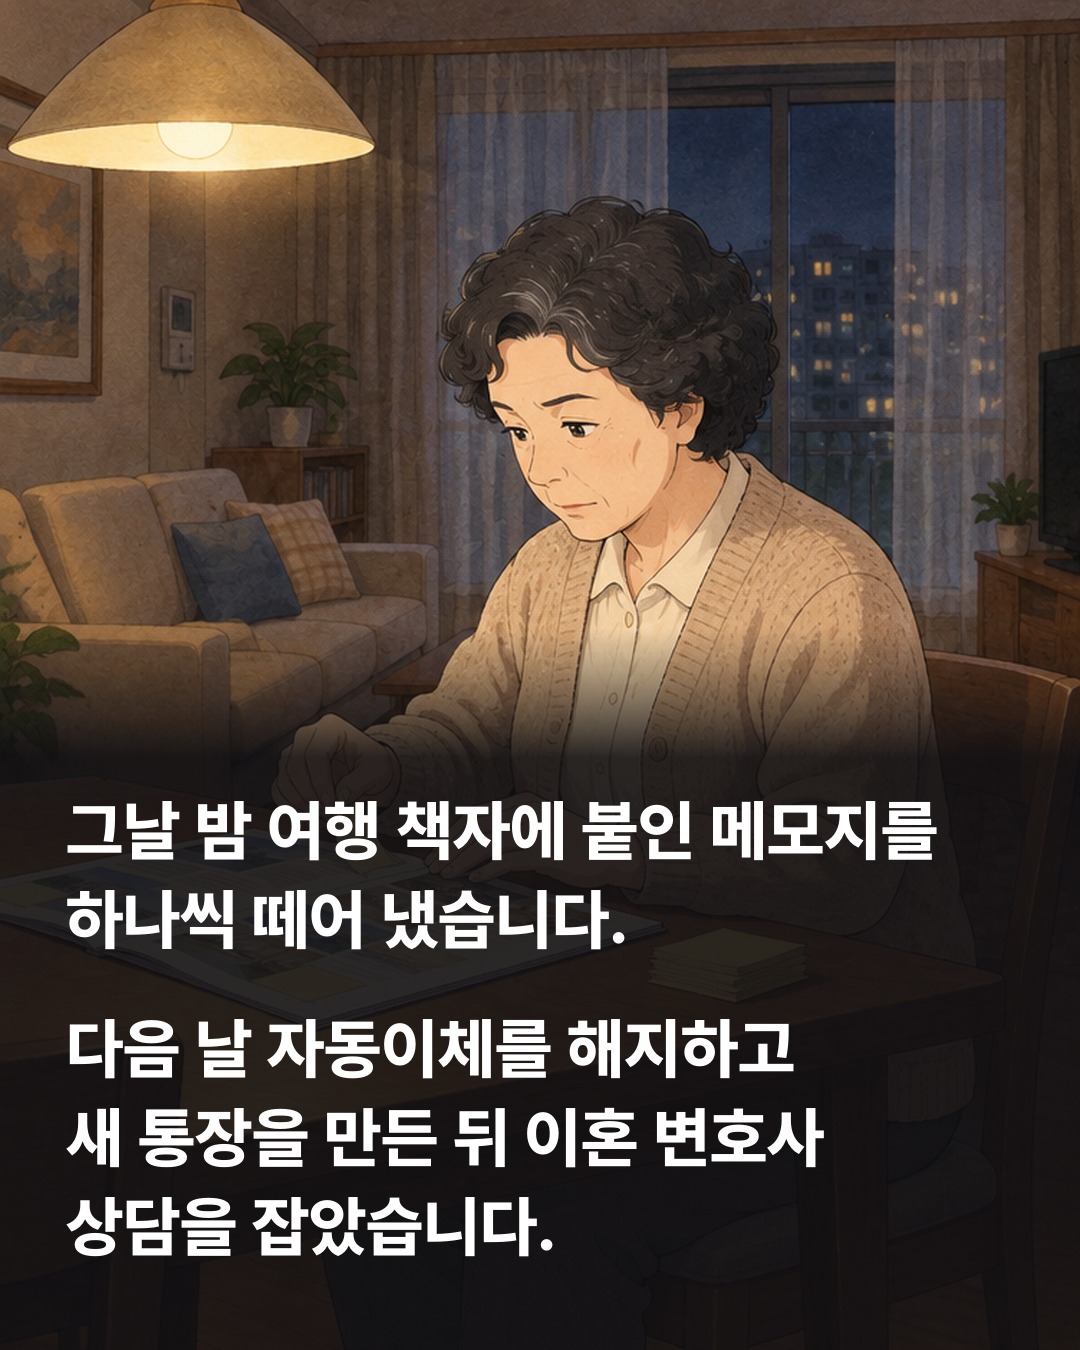 그날 밤 여행 책자에 붙인 메모지를
하나씩 떼어 냈습니다.
다음 날 자동이체를 해지하고
새 통장을 만든 뒤 이혼 변호사
상담을 잡았습니다.